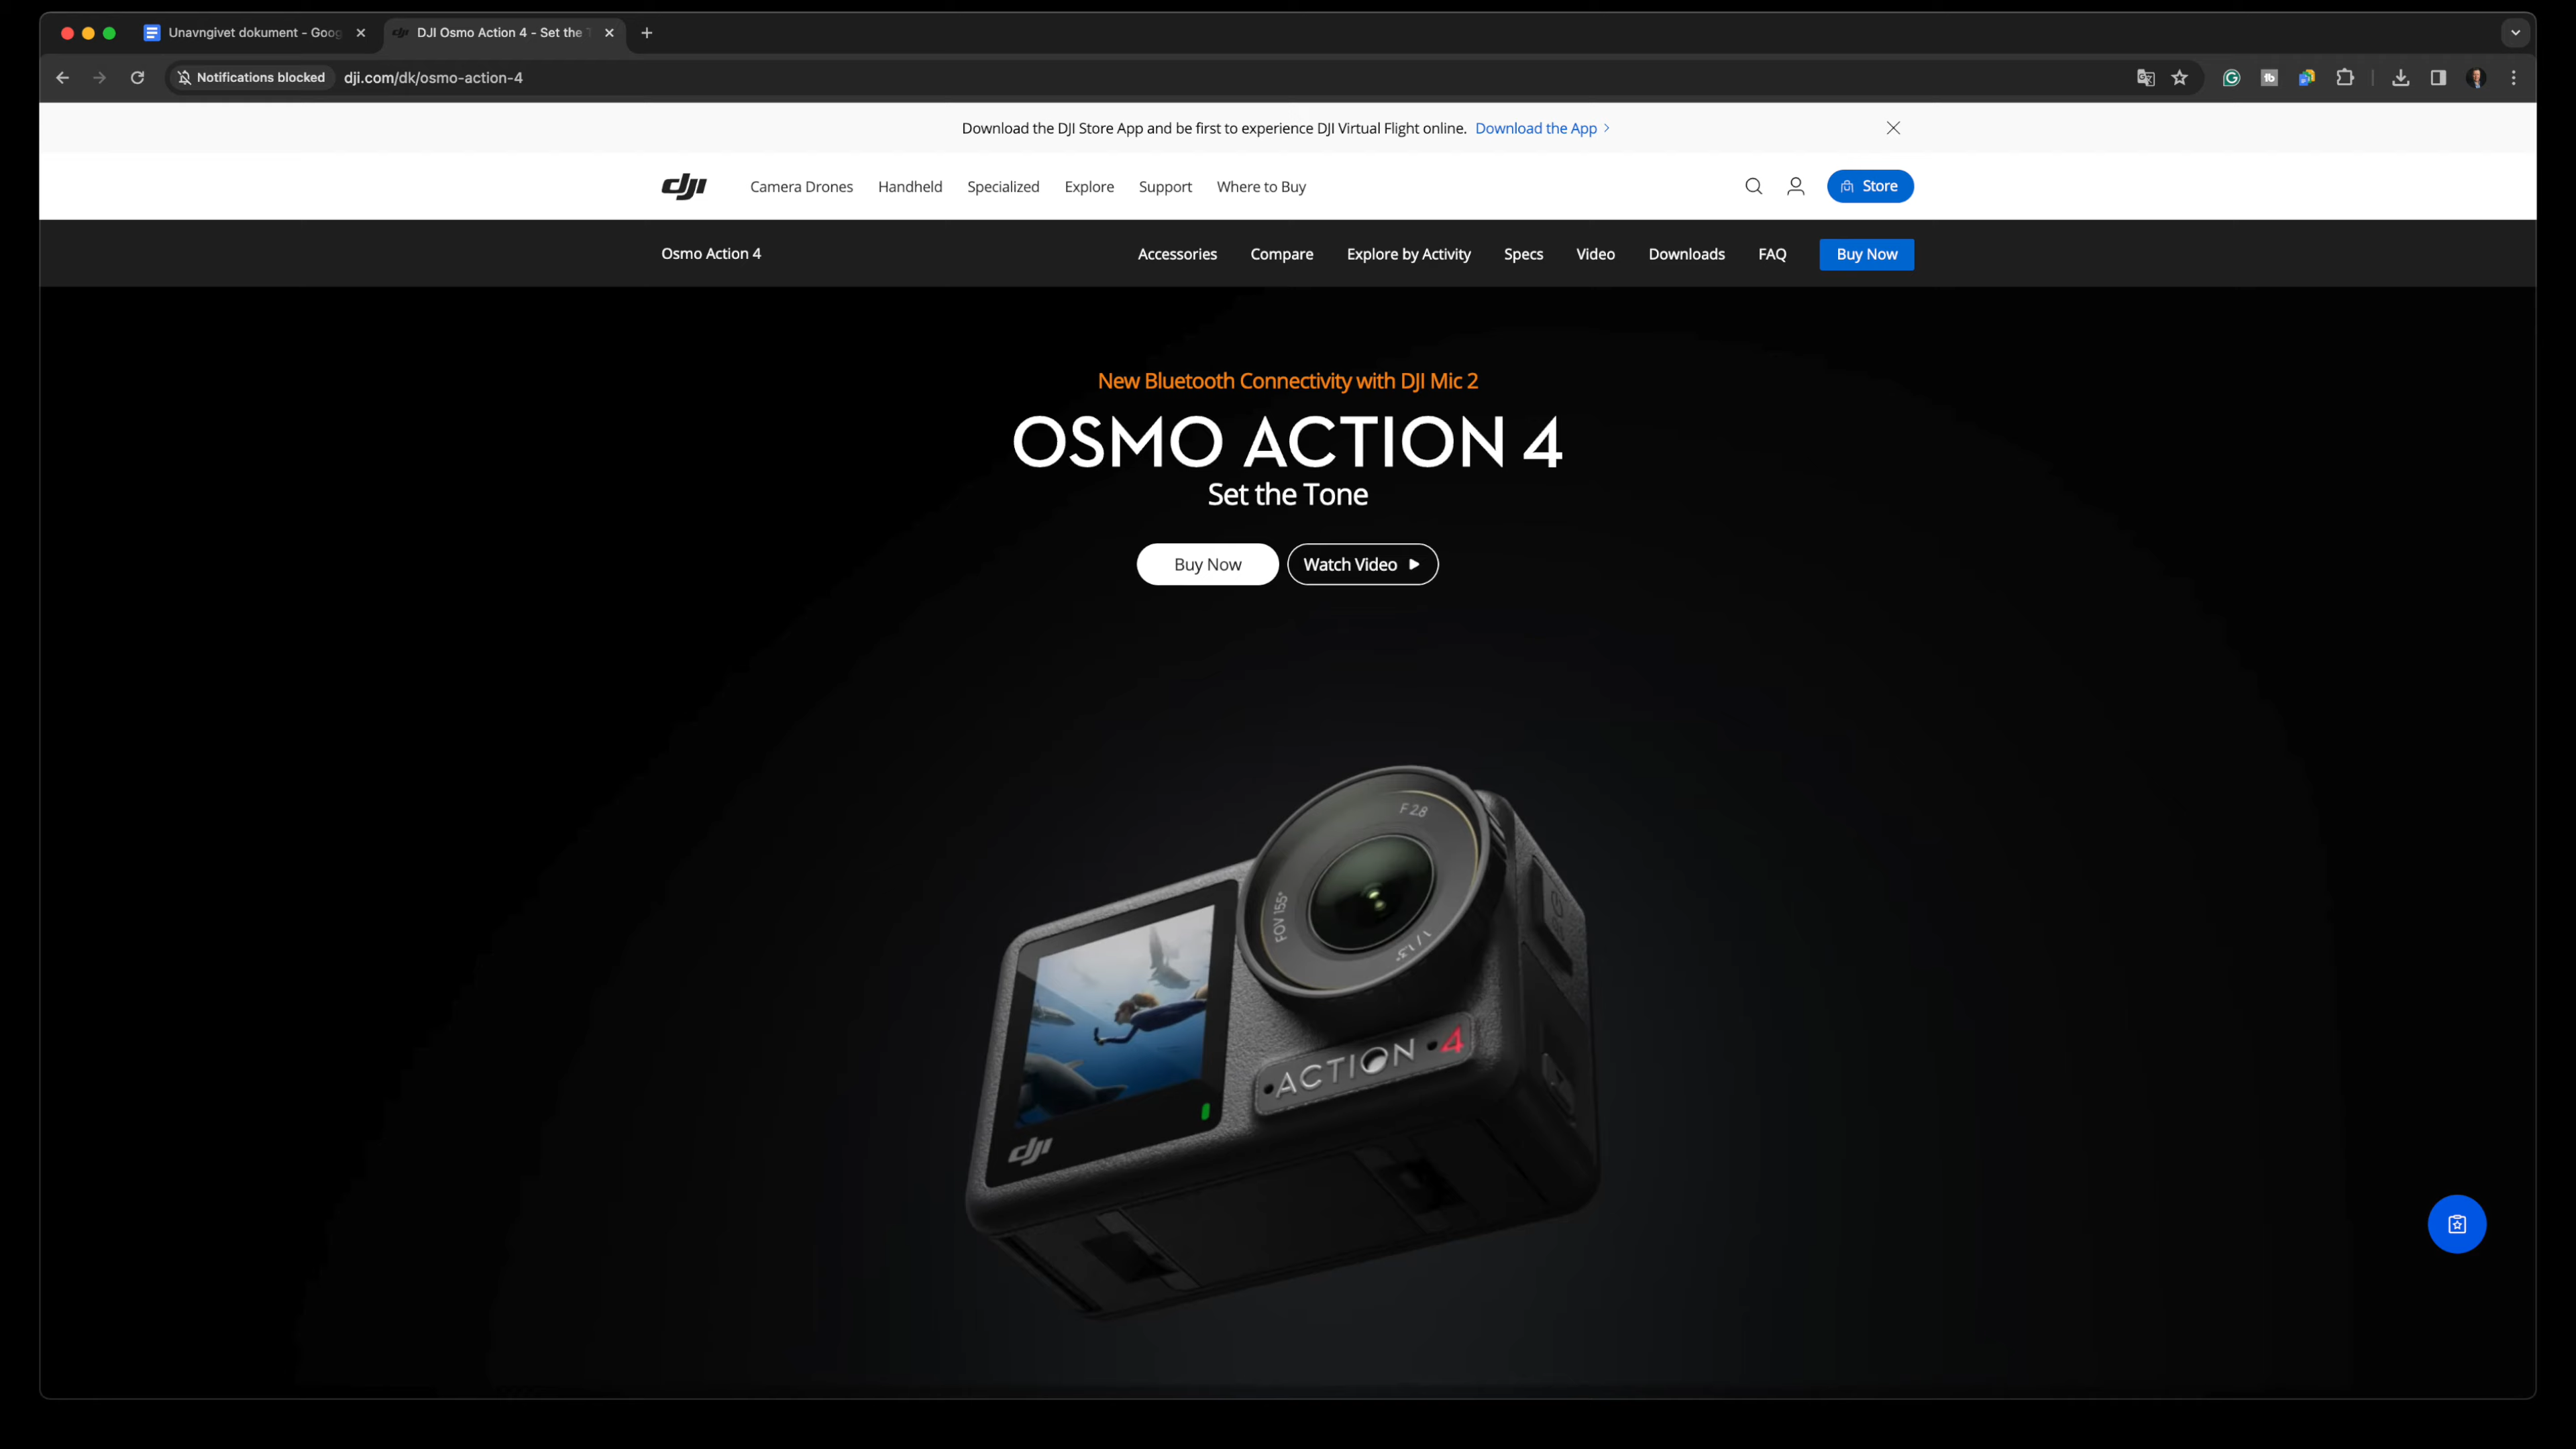 Unavngivet dokument - Goog
DJI Osmo Action 4 - Set the T
Notifications blocked
dji.com/dk/osmo-action-4
Download the DJI Store App and be first to experience DJI Virtual Flight online. Download the App >
dji Camera Drones Handheld Specialized Explore Support Where to Buy Store
Osmo Action 4 Accessories Compare Explore by Activity Specs Video Downloads FAQ Buy Now
New Bluetooth Connectivity with DJI Mic 2
OSMO ACTION 4
Set the Tone
Buy Now Watch Video
F 2.8
FOV 155°
1/1.3"
ACTION 4
dji